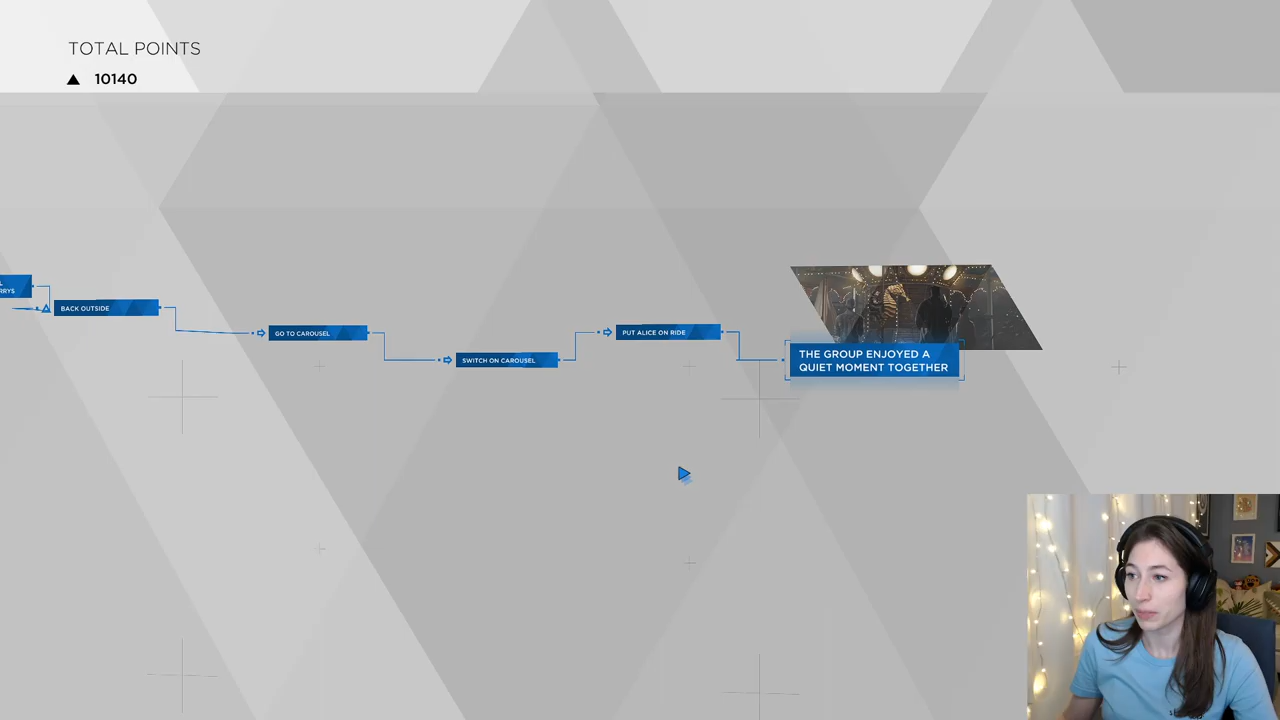 TOTAL POINTS
10140
RRYS
BACK OUTSIDE
GO TO CAROUSEL
SWITCH ON CAROUSEL
PUT ALICE ON RIDE
THE GROUP ENJOYED A
QUIET MOMENT TOGETHER